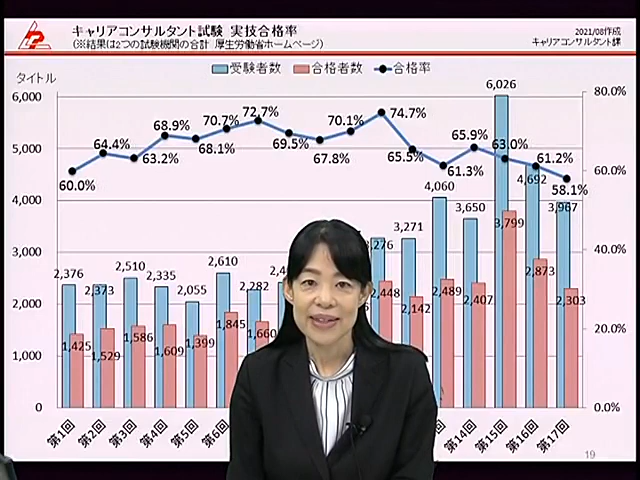 キャリアコンサルタント試験 実技合格率
(※結果は2つの試験機関の合計 厚生労働省ホームページ)
2021/08作成
キャリアコンサルタント課
受験者数 合格者数 合格率
タイトル
6,000
5,000
4,000
3,000
2,000
1,000
0
80.0%
60.0%
40.0%
20.0%
0.0%
60.0% 64.4% 63.2% 68.9% 68.1% 70.7% 72.7% 69.5% 67.8% 70.1% 74.7% 65.5% 61.3% 65.9% 63.0% 61.2% 58.1%
2,376 2,373 2,510 2,335 2,055 2,610 2,282 3,271 4,060 3,650 6,026 4,692 3,967
1,425 1,529 1,586 1,609 1,399 1,845 1,660 2,448 2,142 2,489 2,407 3,799 2,873 2,303
第1回 第2回 第3回 第4回 第5回 第6回 第14回 第15回 第16回 第17回
19